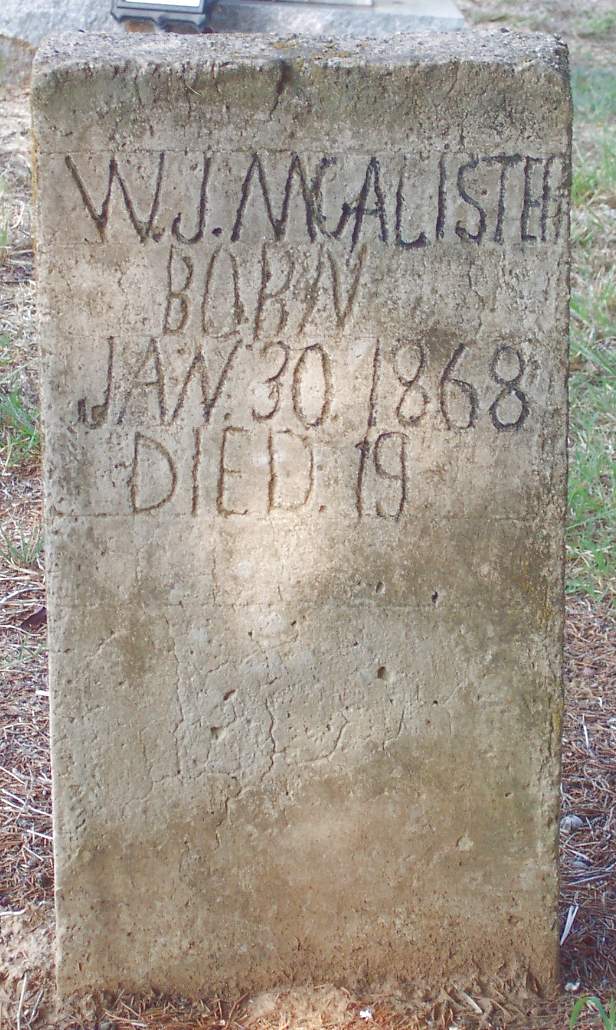 W.J. MCALISTER
BORN
JAN. 30. 1868
DIED. 19